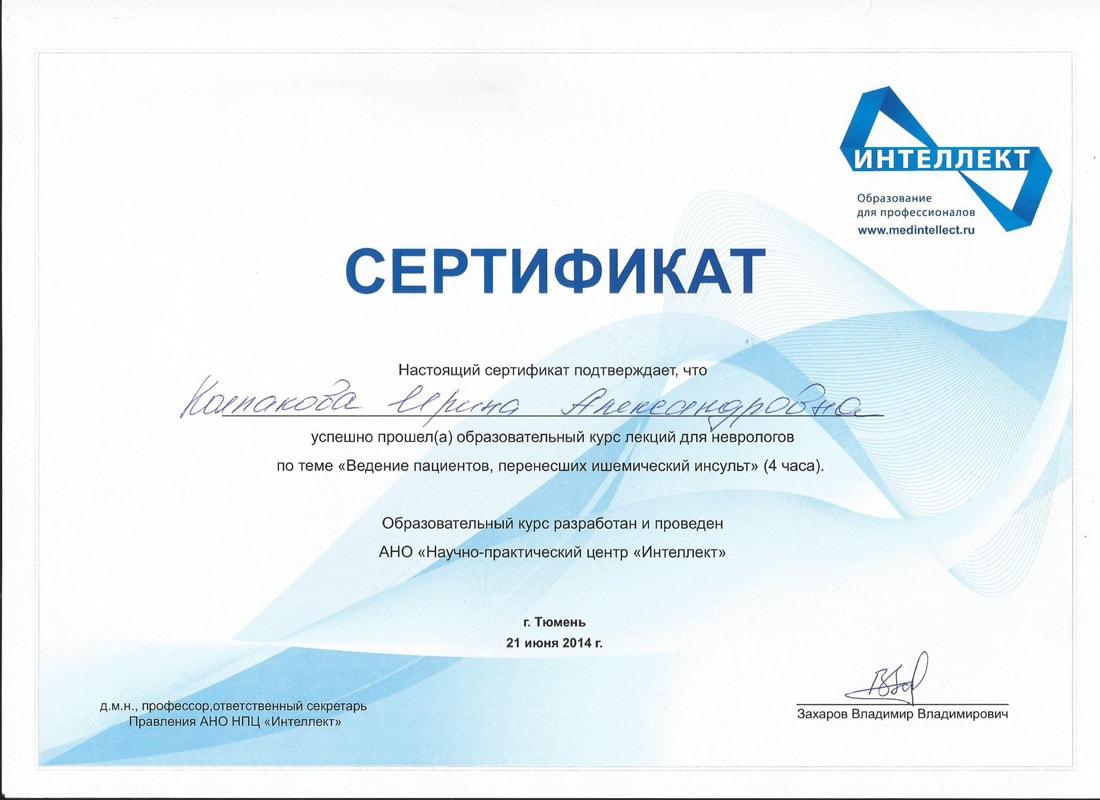 ИНТЕЛЛЕКТ
Образование
для профессионалов
www.medintellect.ru
СЕРТИФИКАТ
Настоящий сертификат подтверждает, что
Колпакова Ирина Александровна
успешно прошел(а) образовательный курс лекций для неврологов
по теме «Ведение пациентов, перенесших ишемический инсульт» (4 часа).
Образовательный курс разработан и проведен
АНО «Научно-практический центр «Интеллект»
г. Тюмень
21 июня 2014 г.
д.м.н., профессор,ответственный секретарь
Правления АНО НПЦ «Интеллект»
Захаров Владимир Владимирович